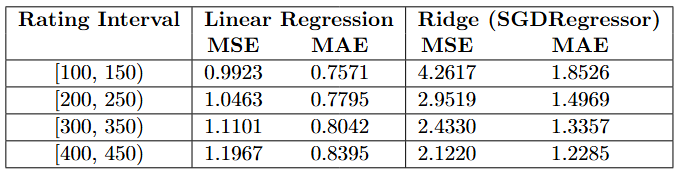 Rating Interval Linear Regression Ridge (SGDRegressor)
MSE MAE MSE MAE
[100, 150) 0.9923 0.7571 4.2617 1.8526
[200, 250) 1.0463 0.7795 2.9519 1.4969
[300, 350) 1.1101 0.8042 2.4330 1.3357
[400, 450) 1.1967 0.8395 2.1220 1.2285